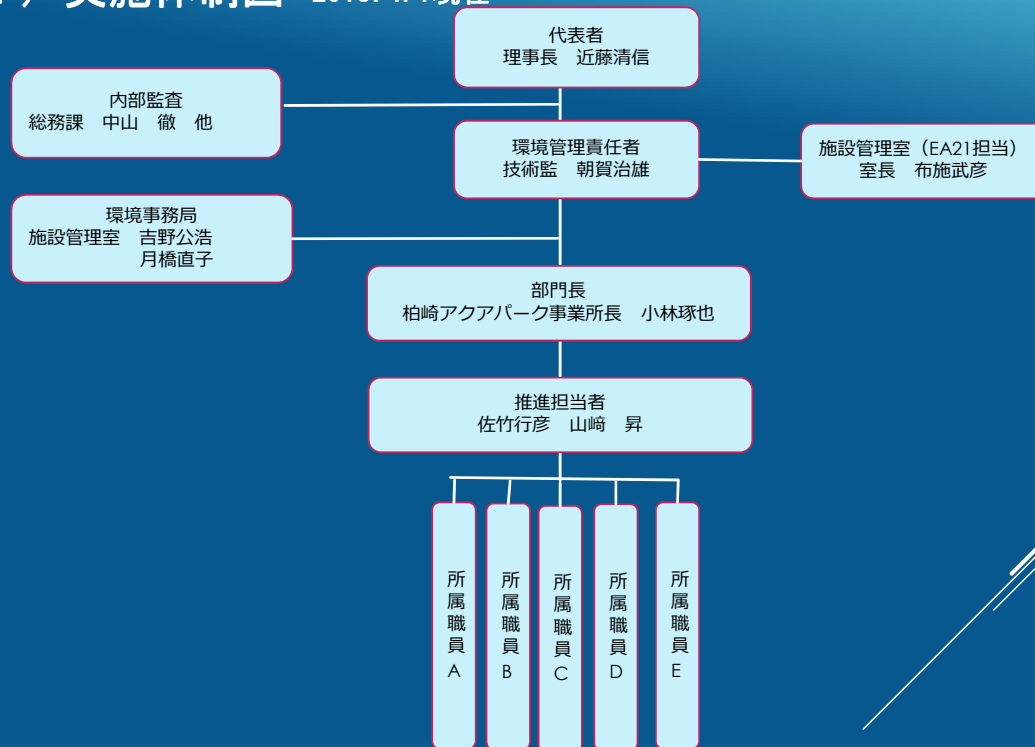 実施体制図
代表者
理事長　近藤清信
内部監査
総務課　中山　徹　他
環境管理責任者
技術監　朝賀治雄
施設管理室（EA21担当）
室長　布施武彦
環境事務局
施設管理室　吉野公浩
月橋直子
部門長
柏崎アクアパーク事業所長　小林琢也
推進担当者
佐竹行彦　山﨑　昇
所属職員A
所属職員B
所属職員C
所属職員D
所属職員E